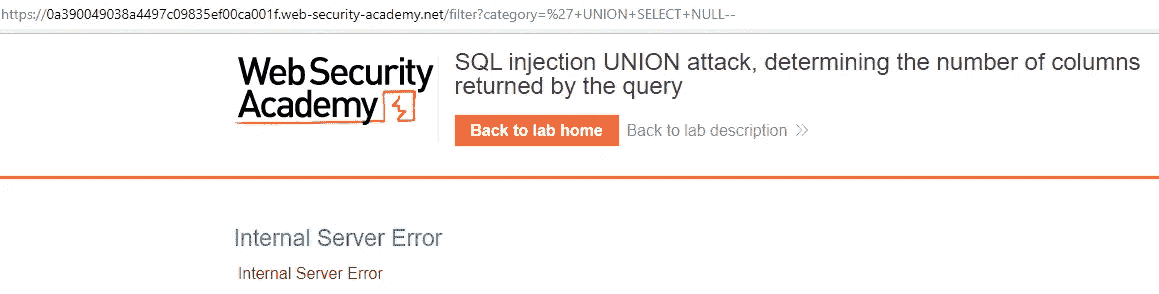 https://0a390049038a4497c09835ef00ca001f.web-security-academy.net/filter?category=%27+UNION+SELECT+NULL--
Web Security
Academy
SQL injection UNION attack, determining the number of columns
returned by the query
Back to lab home
Back to lab description >>
Internal Server Error
Internal Server Error